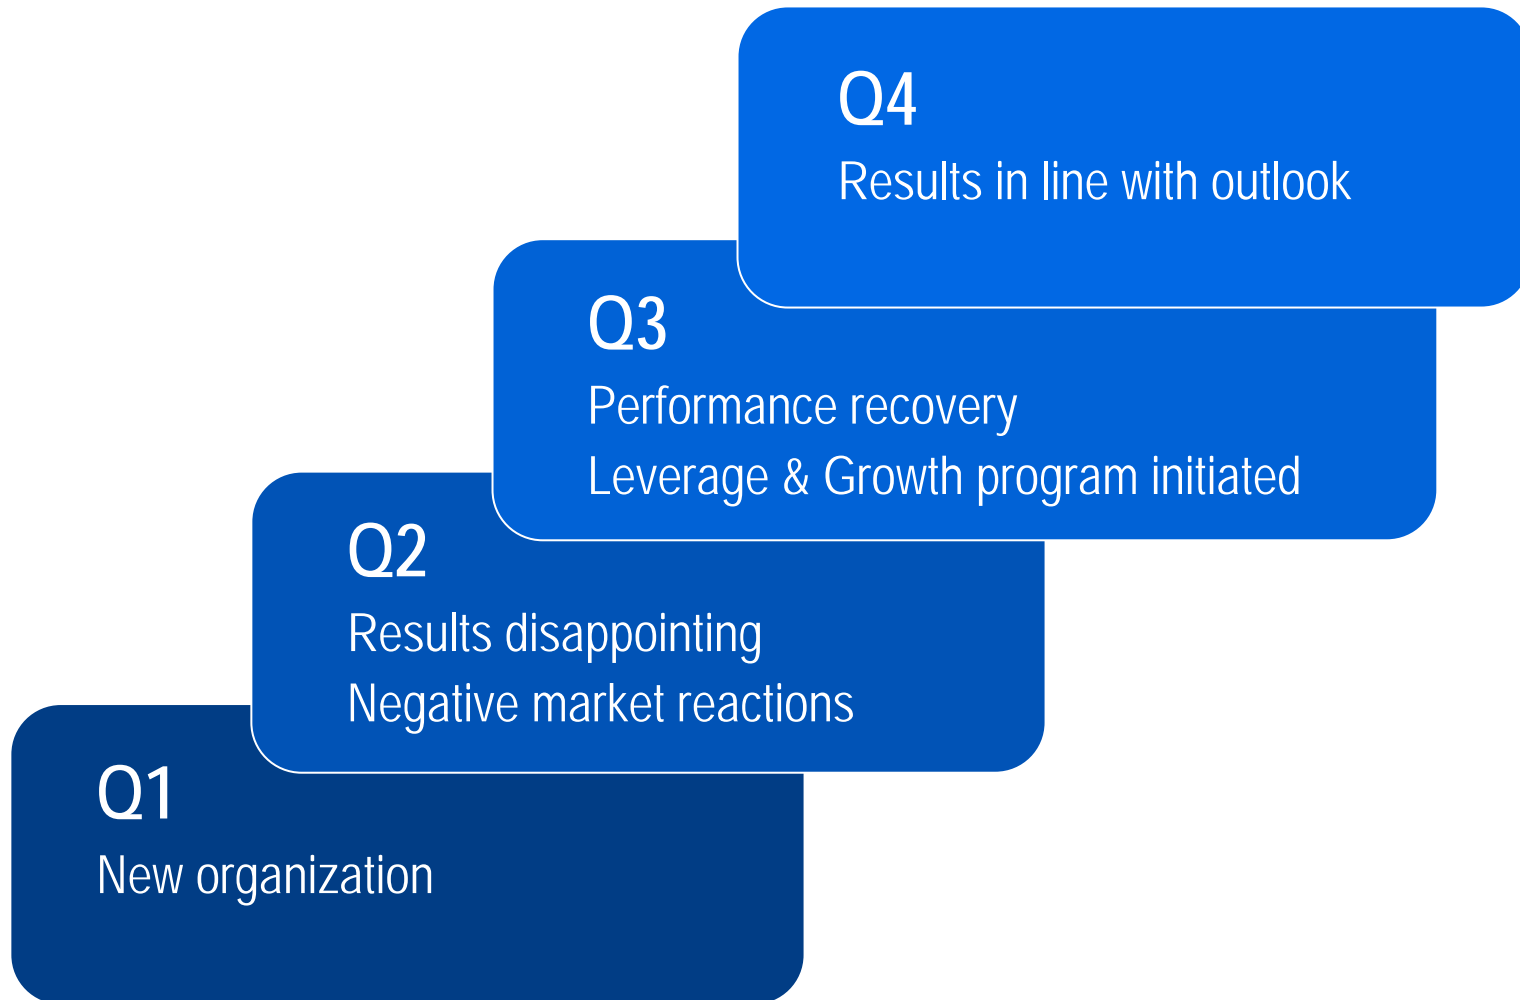 Q4
Results in line with outlook
Q3
Performance recovery
Leverage & Growth program initiated
Q2
Results disappointing
Negative market reactions
Q1
New organization